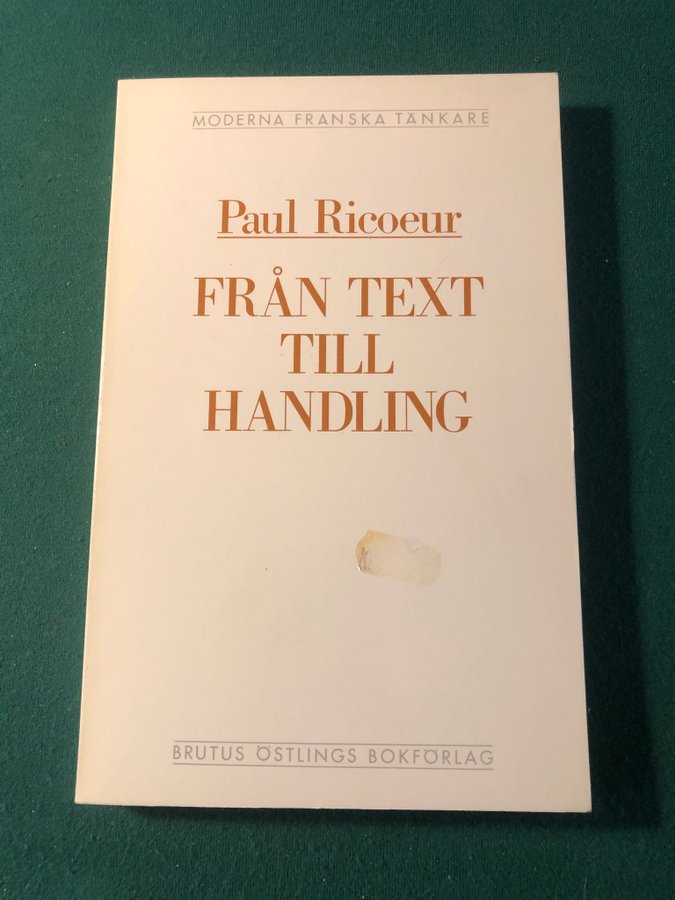 MODERNA FRANSKA TÄNKARE
Paul Ricoeur
FRÅN TEXT
TILL
HANDLING
BRUTUS ÖSTLINGS BOKFÖRLAG